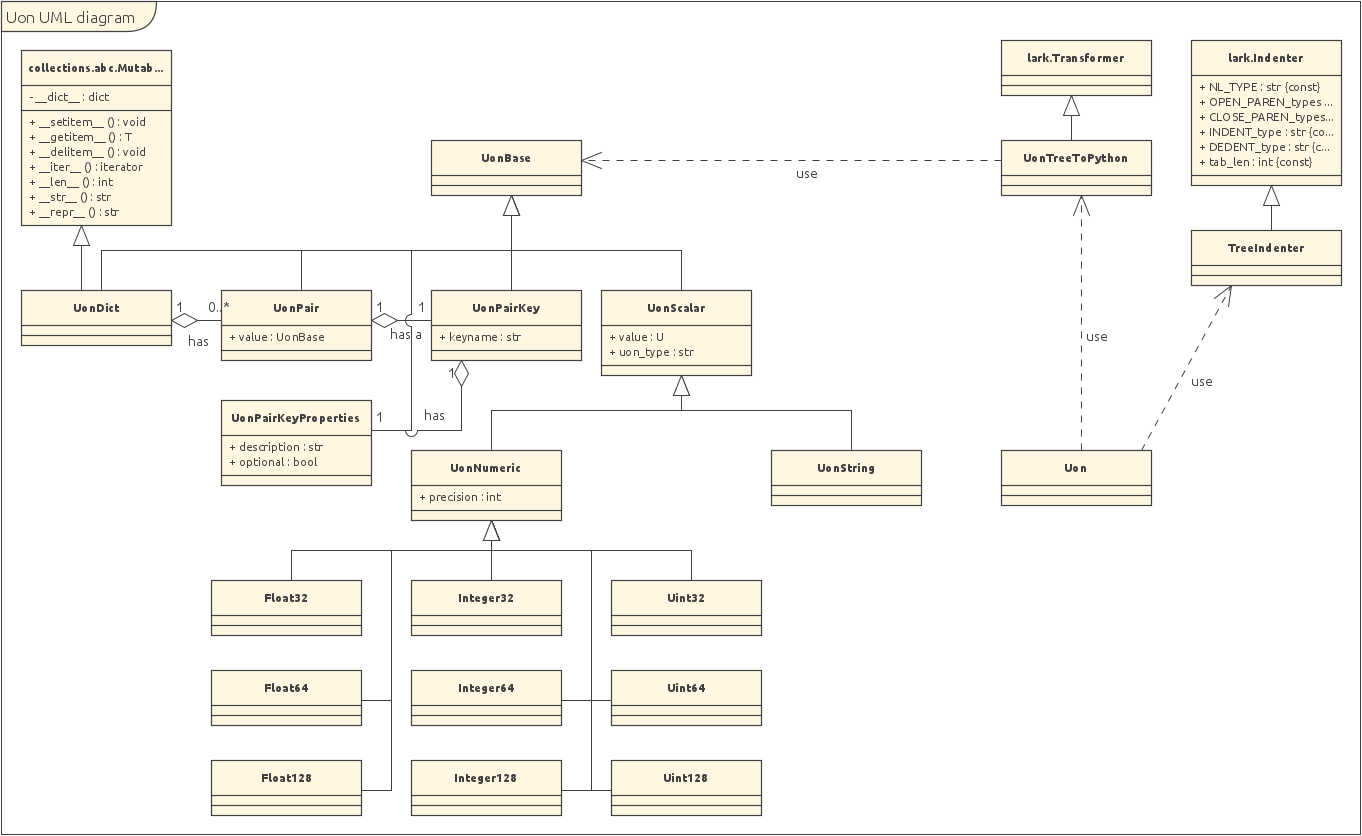 Uon UML diagram
collections.abc.Mutab...
-__dict__ : dict
+ __setitem__ () : void
+ __getitem__ () : T
+ __delitem__ () : void
+ __iter__ () : iterator
+ __len__ () : int
+ __str__ () : str
+ __repr__ () : str
lark.Transformer
lark.Indenter
+ NL_TYPE : str {const}
+ OPEN_PAREN_types ...
+ CLOSE_PAREN_types...
+ INDENT_type : str {co...
+ DEDENT_type : str {c...
+ tab_len : int {const}
UonBase
use
UonTreeToPython
TreeIndenter
UonDict
1
0..*
has
UonPair
+ value : UonBase
1
1
has a
UonPairKey
+ keyname : str
UonScalar
+ value : U
+ uon_type : str
use
use
1
has
1
UonPairKeyProperties
+ description : str
+ optional : bool
UonNumeric
+ precision : int
UonString
Uon
Float32
Integer32
Uint32
Float64
Integer64
Uint64
Float128
Integer128
Uint128